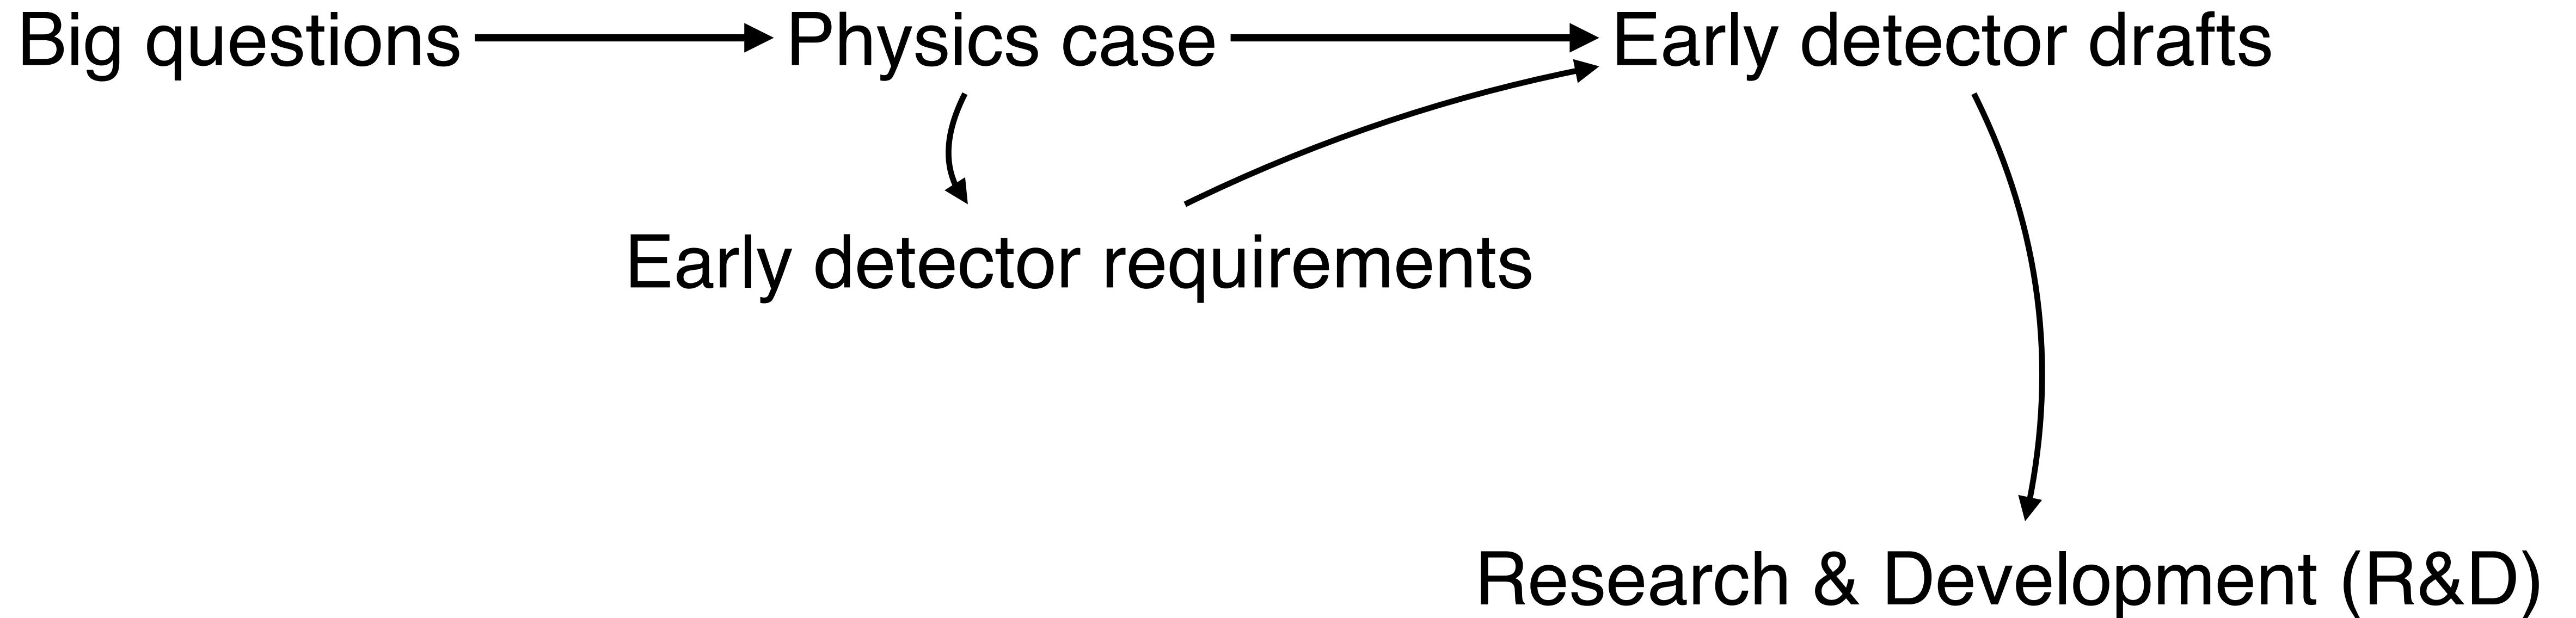 Big questions
Physics case
Early detector drafts
Early detector requirements
Research & Development (R&D)